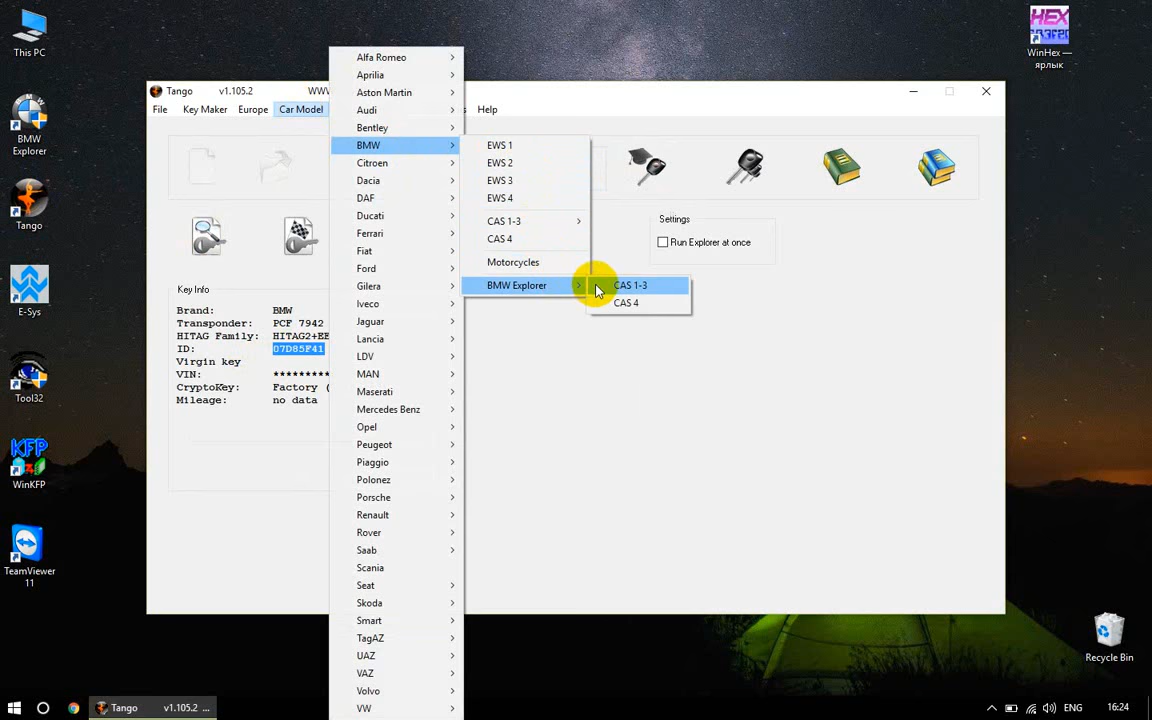 This PC
BMW
Explorer
Tango
E-Sys
Tool32
WinKFP
TeamViewer
11
HEX
WinHex —
ярлык
Recycle Bin
Tango v1.105.2 WWW
File Key Maker Europe Car Model Help
Alfa Romeo
Aprilia
Aston Martin
Audi
Bentley
BMW
Citroen
Dacia
DAF
Ducati
Ferrari
Fiat
Ford
Gilera
Iveco
Jaguar
Lancia
LDV
MAN
Maserati
Mercedes Benz
Opel
Peugeot
Piaggio
Polonez
Porsche
Renault
Rover
Saab
Scania
Seat
Skoda
Smart
TagAZ
UAZ
VAZ
Volvo
VW
EWS 1
EWS 2
EWS 3
EWS 4
CAS 1-3
CAS 4
Motorcycles
BMW Explorer
CAS 1-3
CAS 4
Settings
Run Explorer at once
Key Info
Brand: BMW
Transponder: PCF 7942
HITAG Family: HITAG2+EE
ID: 07D85F41
Virgin key
VIN: *********
CryptoKey: Factory (
Mileage: no data
Tango v1.105.2 ...
ENG
16:24